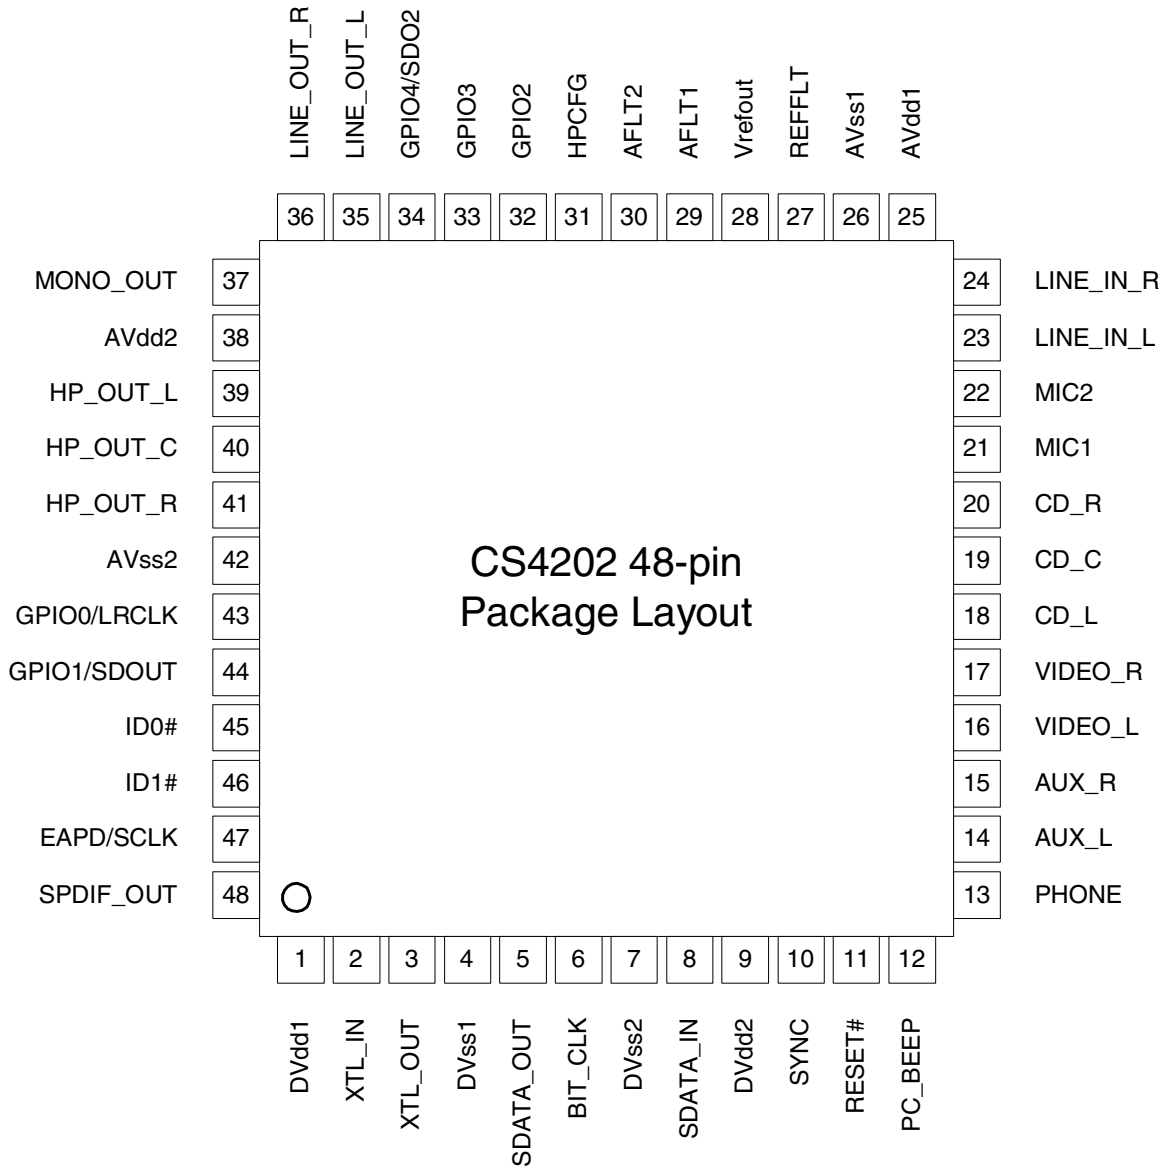 LINE_OUT_R
LINE_OUT_L
GPIO4/SDO2
GPIO3
GPIO2
HPCFG
AFLT2
AFLT1
Vrefout
REFFLT
AVss1
AVdd1
36 35 34 33 32 31 30 29 28 27 26 25
MONO_OUT 37
AVdd2 38
HP_OUT_L 39
HP_OUT_C 40
HP_OUT_R 41
AVss2 42
GPIO0/LRCLK 43
GPIO1/SDOUT 44
ID0# 45
ID1# 46
EAPD/SCLK 47
SPDIF_OUT 48
CS4202 48-pin
Package Layout
24 LINE_IN_R
23 LINE_IN_L
22 MIC2
21 MIC1
20 CD_R
19 CD_C
18 CD_L
17 VIDEO_R
16 VIDEO_L
15 AUX_R
14 AUX_L
13 PHONE
1 2 3 4 5 6 7 8 9 10 11 12
DVdd1
XTL_IN
XTL_OUT
DVss1
SDATA_OUT
BIT_CLK
DVss2
SDATA_IN
DVdd2
SYNC
RESET#
PC_BEEP